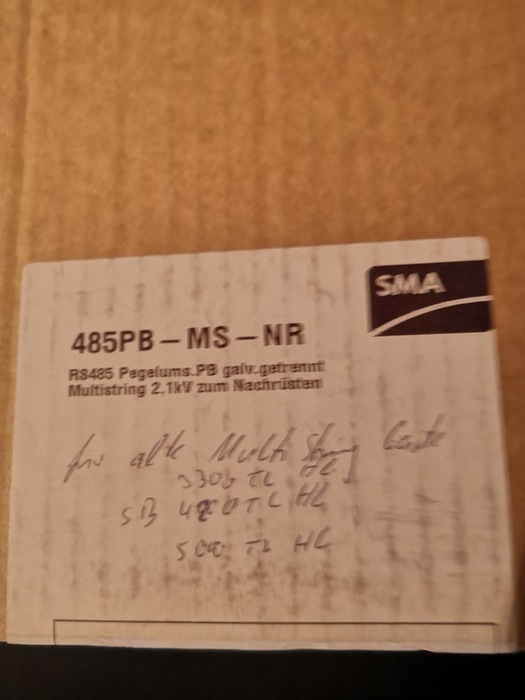 SMA
485PB – MS – NR
RS485 Pegelums.PB galv.getrennt
Multistring 2,1kV zum Nachrüsten
für alte Multi String Geräte
3300 TL HC
SB 4200 TL HC
5000 TL HC